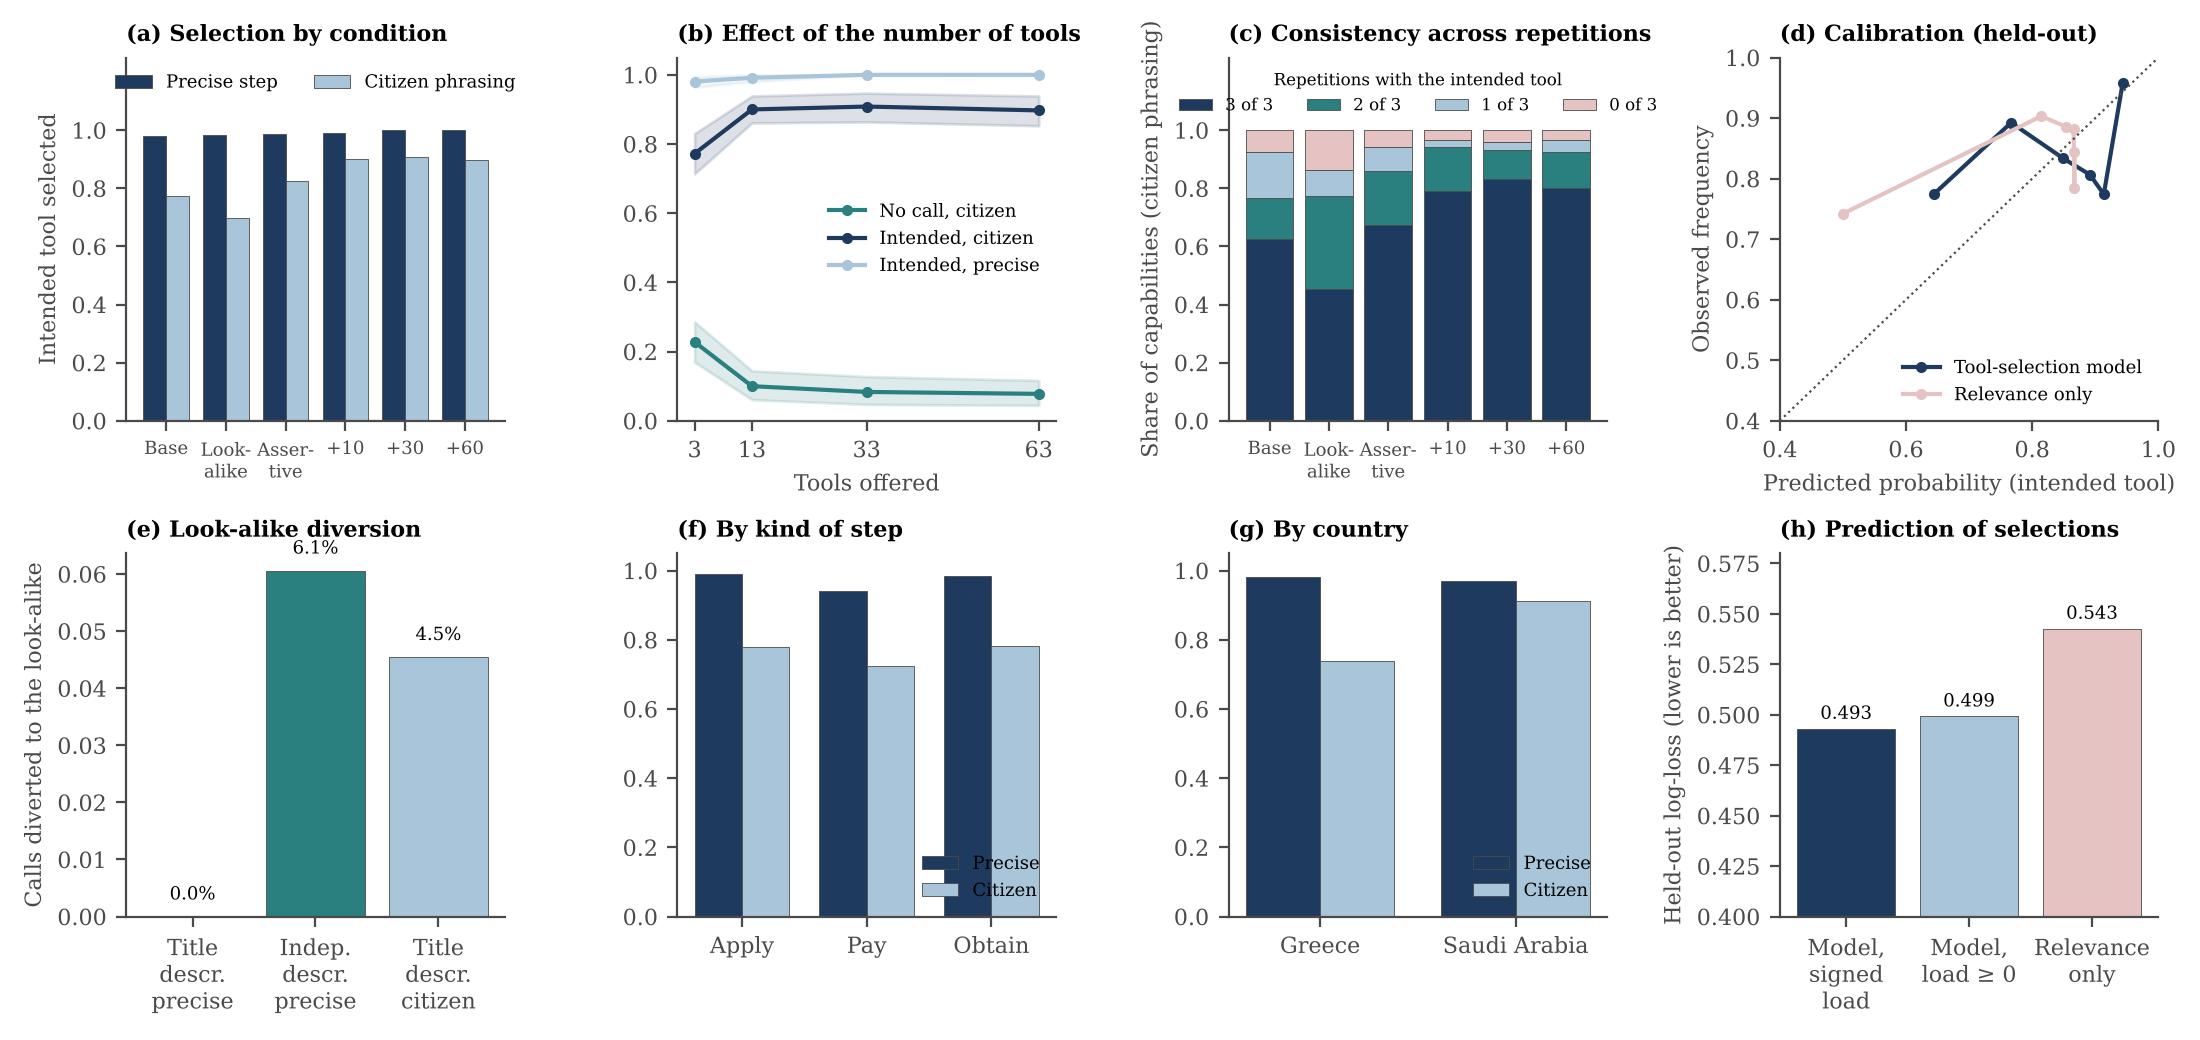 (a) Selection by condition
Precise step
Citizen phrasing
Intended tool selected
1.0
0.8
0.6
0.4
0.2
0.0
Base
Look-
alike
Asser-
tive
+10
+30
+60
(b) Effect of the number of tools
1.0
0.8
0.6
0.4
0.2
0.0
No call, citizen
Intended, citizen
Intended, precise
3
13
33
63
Tools offered
(c) Consistency across repetitions
Repetitions with the intended tool
3 of 3
2 of 3
1 of 3
0 of 3
Share of capabilities (citizen phrasing)
1.0
0.8
0.6
0.4
0.2
0.0
Base
Look-
alike
Asser-
tive
+10
+30
+60
(d) Calibration (held-out)
Observed frequency
1.0
0.9
0.8
0.7
0.6
0.5
0.4
Tool-selection model
Relevance only
0.4
0.6
0.8
1.0
Predicted probability (intended tool)
(e) Look-alike diversion
Calls diverted to the look-alike
0.06
0.05
0.04
0.03
0.02
0.01
0.00
0.0%
6.1%
4.5%
Title
descr.
precise
Indep.
descr.
precise
Title
descr.
citizen
(f) By kind of step
1.0
0.8
0.6
0.4
0.2
0.0
Precise
Citizen
Apply
Pay
Obtain
(g) By country
1.0
0.8
0.6
0.4
0.2
0.0
Precise
Citizen
Greece
Saudi Arabia
(h) Prediction of selections
Held-out log-loss (lower is better)
0.575
0.550
0.525
0.500
0.475
0.450
0.425
0.400
0.493
0.499
0.543
Model,
signed
load
Model,
load ≥ 0
Relevance
only